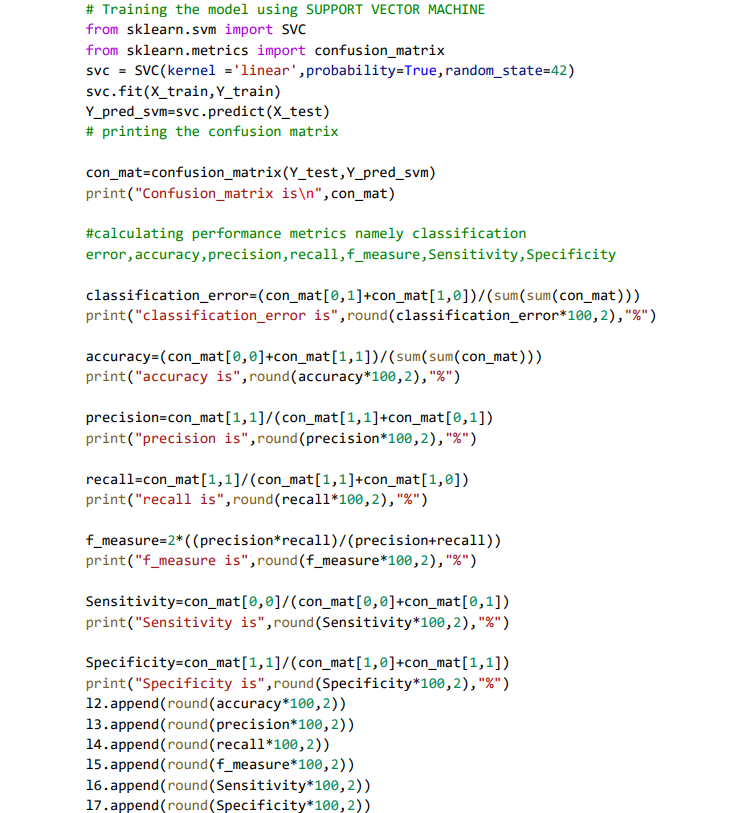 # Training the model using SUPPORT VECTOR MACHINE
from sklearn.svm import SVC
from sklearn.metrics import confusion_matrix
svc = SVC(kernel ='linear',probability=True,random_state=42)
svc.fit(X_train,Y_train)
Y_pred_svm=svc.predict(X_test)
# printing the confusion matrix
con_mat=confusion_matrix(Y_test,Y_pred_svm)
print("Confusion_matrix is\n",con_mat)
#calculating performance metrics namely classification
error,accuracy,precision,recall,f_measure,Sensitivity,Specificity
classification_error=(con_mat[0,1]+con_mat[1,0])/(sum(sum(con_mat)))
print("classification_error is",round(classification_error*100,2),"%")
accuracy=(con_mat[0,0]+con_mat[1,1])/(sum(sum(con_mat)))
print("accuracy is",round(accuracy*100,2),"%")
precision=con_mat[1,1]/(con_mat[1,1]+con_mat[0,1])
print("precision is",round(precision*100,2),"%")
recall=con_mat[1,1]/(con_mat[1,1]+con_mat[1,0])
print("recall is",round(recall*100,2),"%")
f_measure=2*((precision*recall)/(precision+recall))
print("f_measure is",round(f_measure*100,2),"%")
Sensitivity=con_mat[0,0]/(con_mat[0,0]+con_mat[0,1])
print("Sensitivity is",round(Sensitivity*100,2),"%")
Specificity=con_mat[1,1]/(con_mat[1,0]+con_mat[1,1])
print("Specificity is",round(Specificity*100,2),"%")
l2.append(round(accuracy*100,2))
l3.append(round(precision*100,2))
l4.append(round(recall*100,2))
l5.append(round(f_measure*100,2))
l6.append(round(Sensitivity*100,2))
l7.append(round(Specificity*100,2))